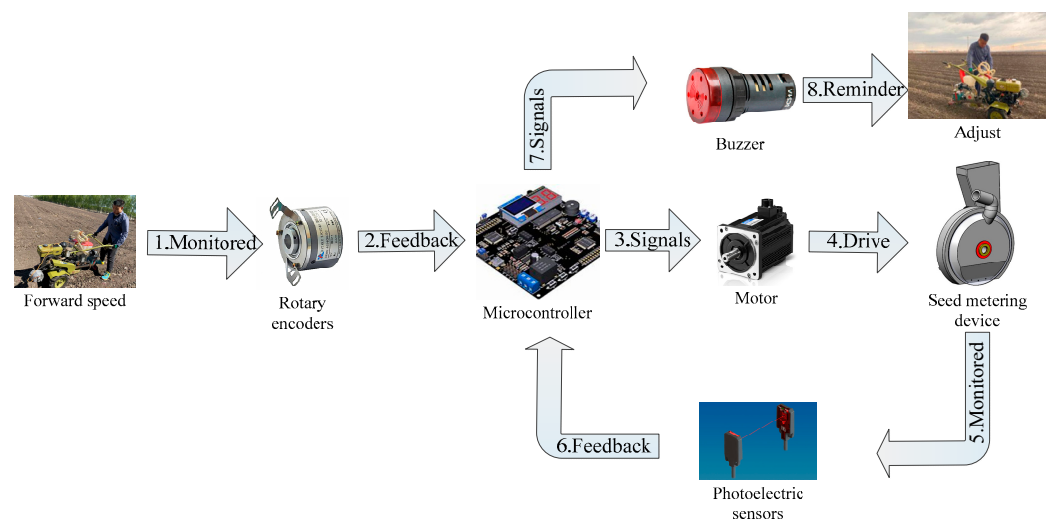 7.Signals
8.Reminder
Buzzer
Adjust
1.Monitored
2.Feedback
3.Signals
4.Drive
Forward speed
Rotary
encoders
Microcontroller
Motor
Seed metering
device
5.Monitored
6.Feedback
Photoelectric
sensors